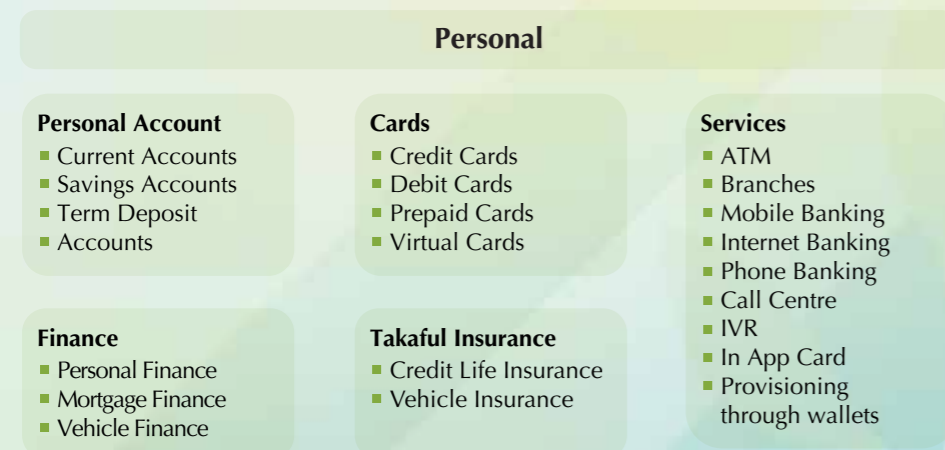 Personal
Personal Account
Current Accounts
Savings Accounts
Term Deposit
Accounts
Cards
Credit Cards
Debit Cards
Prepaid Cards
Virtual Cards
Services
ATM
Branches
Mobile Banking
Internet Banking
Phone Banking
Call Centre
IVR
In App Card
Provisioning
through wallets
Finance
Personal Finance
Mortgage Finance
Vehicle Finance
Takaful Insurance
Credit Life Insurance
Vehicle Insurance